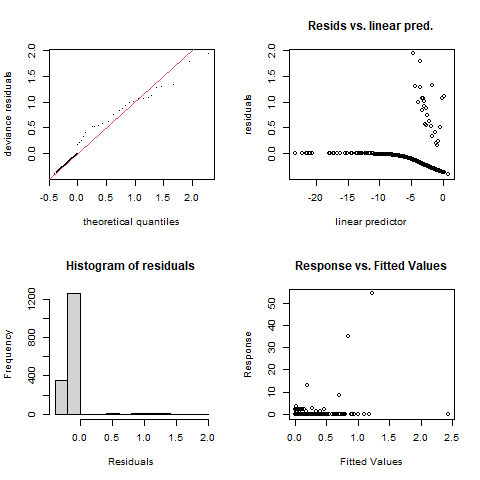 deviance residuals
2.0
1.5
1.0
0.5
0.0
-0.5 0.0 0.5 1.0 1.5 2.0
theoretical quantiles
Resids vs. linear pred.
residuals
2.0
1.5
1.0
0.5
0.0
-20 -15 -10 -5 0
linear predictor
Histogram of residuals
Frequency
1200
400
0
0.0 0.5 1.0 1.5 2.0
Residuals
Response vs. Fitted Values
Response
50
40
30
20
10
0
0.0 0.5 1.0 1.5 2.0 2.5
Fitted Values